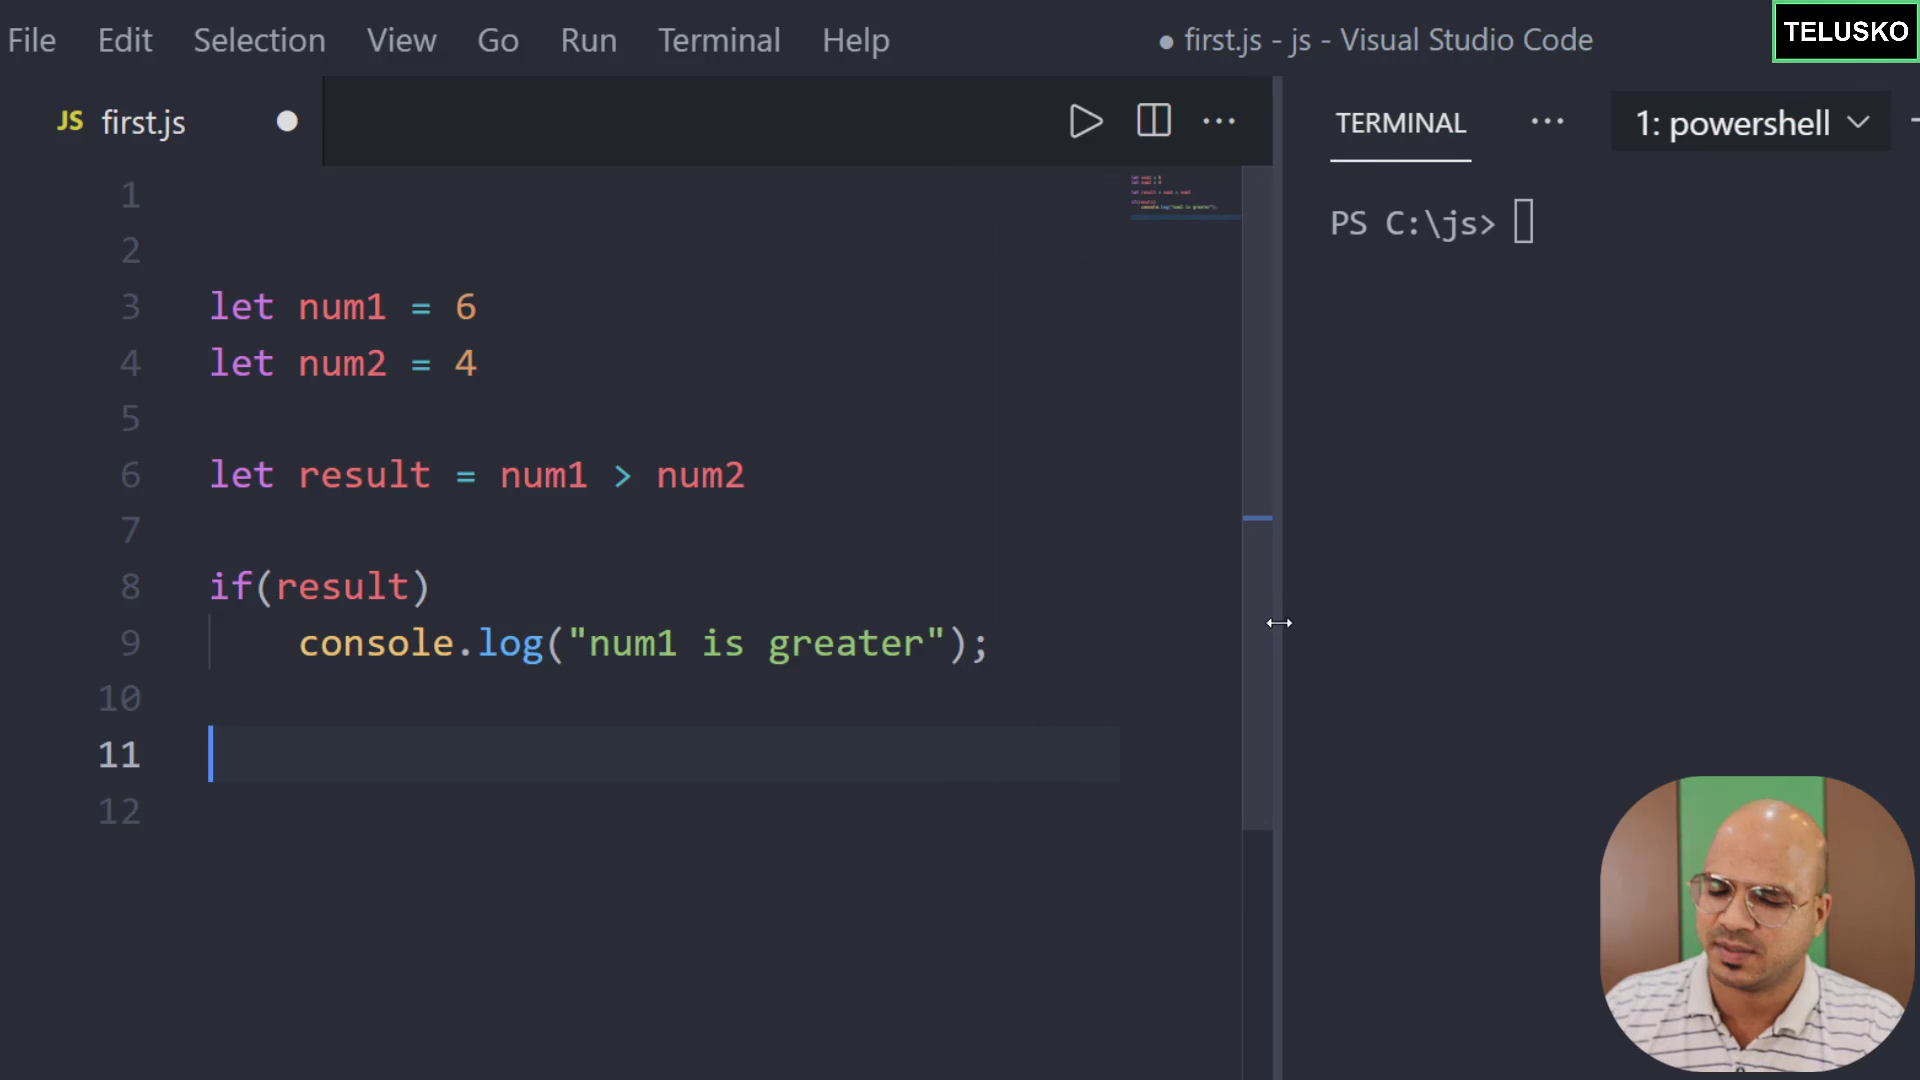 File Edit Selection View Go Run Terminal Help ● first.js - js - Visual Studio Code TELUSKO
JS first.js ● ··· TERMINAL ··· 1: powershell
PS C:\js>
1
2
3 let num1 = 6
4 let num2 = 4
5
6 let result = num1 > num2
7
8 if(result)
9 console.log("num1 is greater");
10
11
12